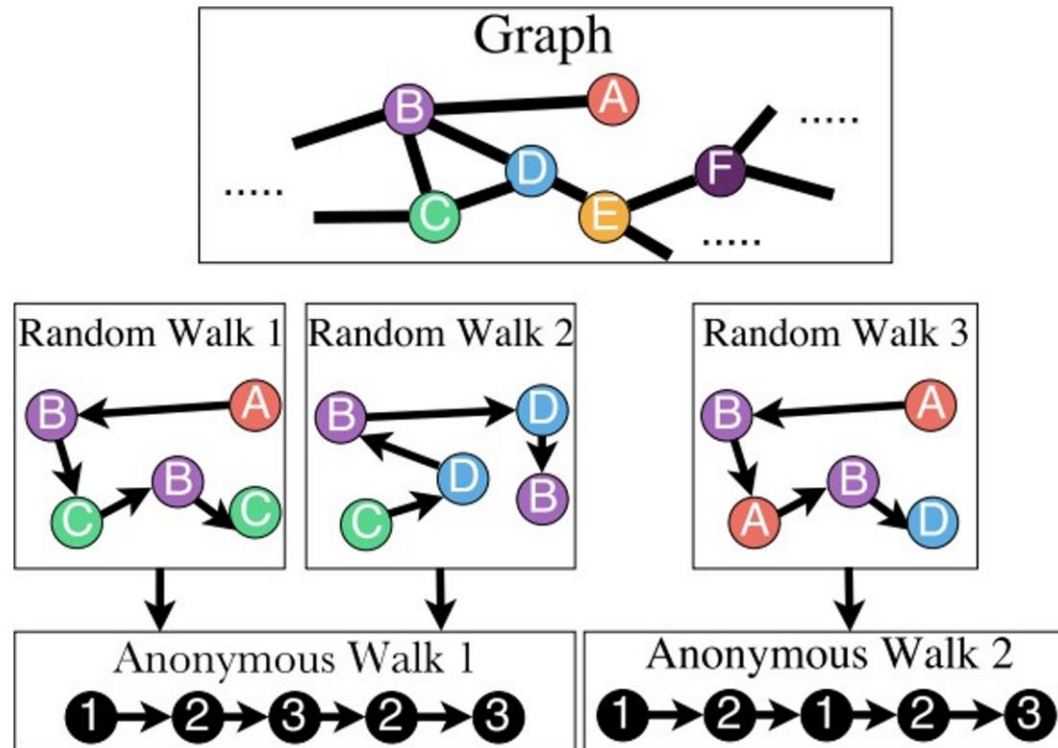 Graph
B
A
.....
D
F
.....
C
E
.....
Random Walk 1
B
A
C
B
C
Random Walk 2
B
D
D
C
B
Random Walk 3
B
A
A
B
D
Anonymous Walk 1
1 2 3 2 3
Anonymous Walk 2
1 2 1 2 3